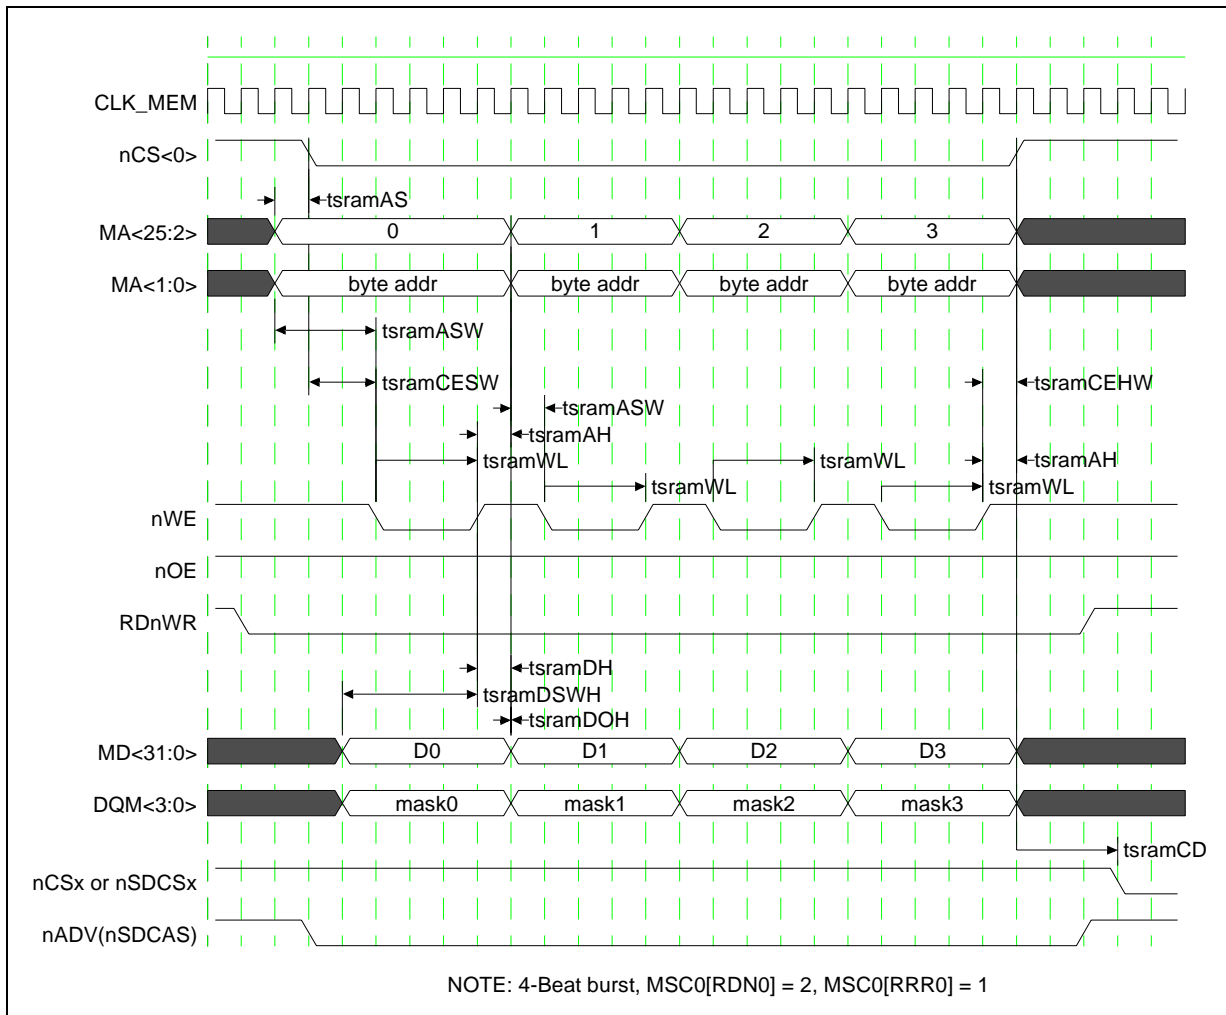 CLK_MEM
nCS<0>
tsramAS
MA<25:2> 0 1 2 3
MA<1:0> byte addr byte addr byte addr byte addr
tsramASW
tsramCESW tsramCEHW
tsramASW
tsramAH
tsramWL tsramWL tsramAH
tsramWL tsramWL
nWE
nOE
RDnWR
tsramDH
tsramDSWH
tsramDOH
MD<31:0> D0 D1 D2 D3
DQM<3:0> mask0 mask1 mask2 mask3
tsramCD
nCSx or nSDCSx
nADV(nSDCAS)
NOTE: 4-Beat burst, MSC0[RDN0] = 2, MSC0[RRR0] = 1